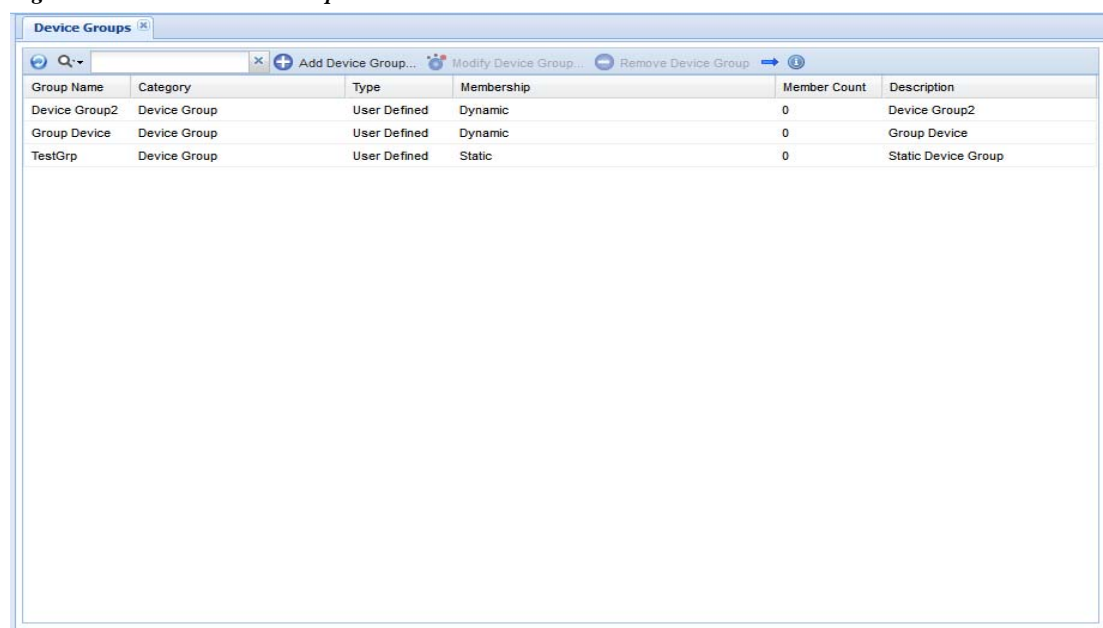 Device Groups
Add Device Group... Modify Device Group... Remove Device Group
Group Name Category Type Membership Member Count Description
Device Group2 Device Group User Defined Dynamic 0 Device Group2
Group Device Device Group User Defined Dynamic 0 Group Device
TestGrp Device Group User Defined Static 0 Static Device Group